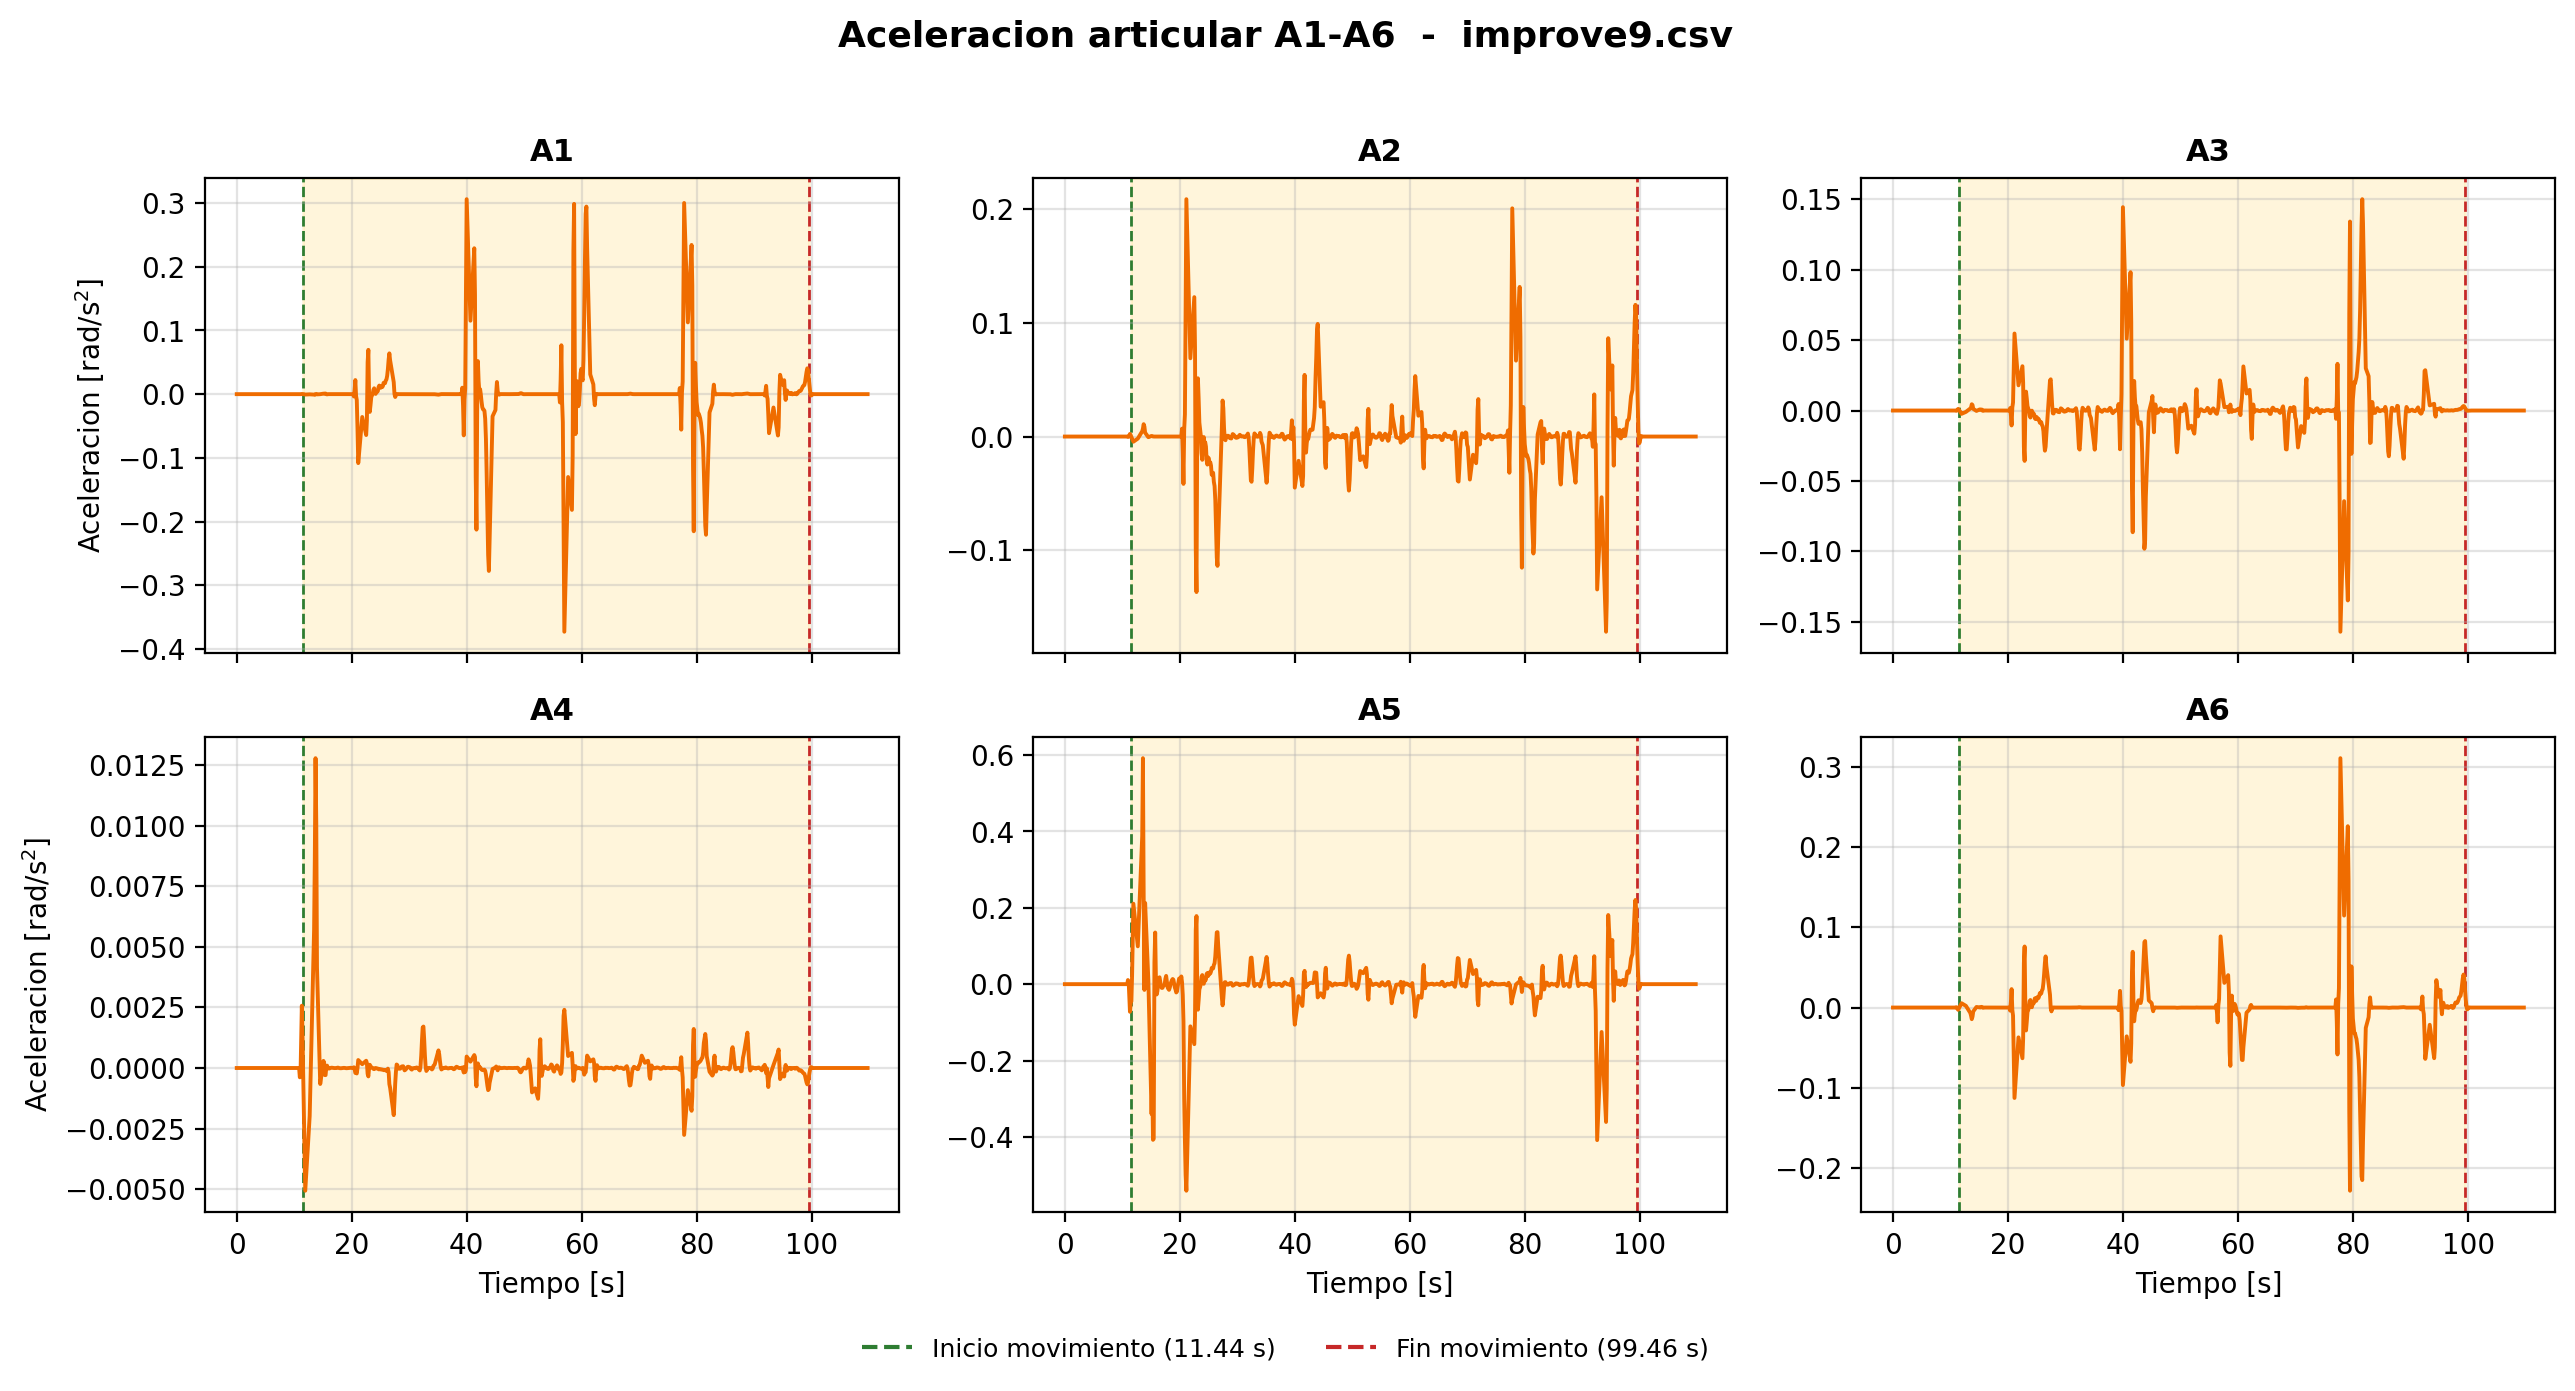 Aceleracion articular A1-A6  -  improve9.csv
A1
A2
A3
Aceleracion [rad/s²]
0.3
0.2
0.1
0.0
−0.1
−0.2
−0.3
−0.4
0.2
0.1
0.0
−0.1
0.15
0.10
0.05
0.00
−0.05
−0.10
−0.15
A4
A5
A6
Aceleracion [rad/s²]
0.0125
0.0100
0.0075
0.0050
0.0025
0.0000
−0.0025
−0.0050
0.6
0.4
0.2
0.0
−0.2
−0.4
0.3
0.2
0.1
0.0
−0.1
−0.2
0 20 40 60 80 100
0 20 40 60 80 100
0 20 40 60 80 100
Tiempo [s]
Tiempo [s]
Tiempo [s]
Inicio movimiento (11.44 s)
Fin movimiento (99.46 s)